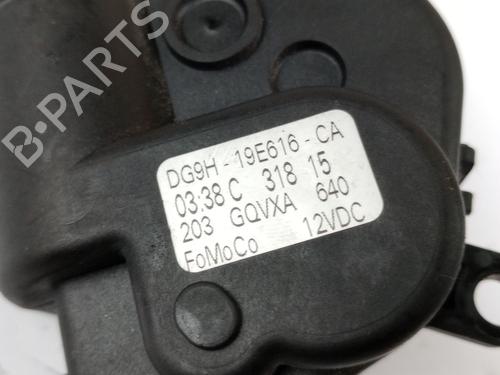 DG9H - 19E616 - CA
03:38 C 318 15
203 GQVXA 640
FoMoCo 12VDC
B-PARTS